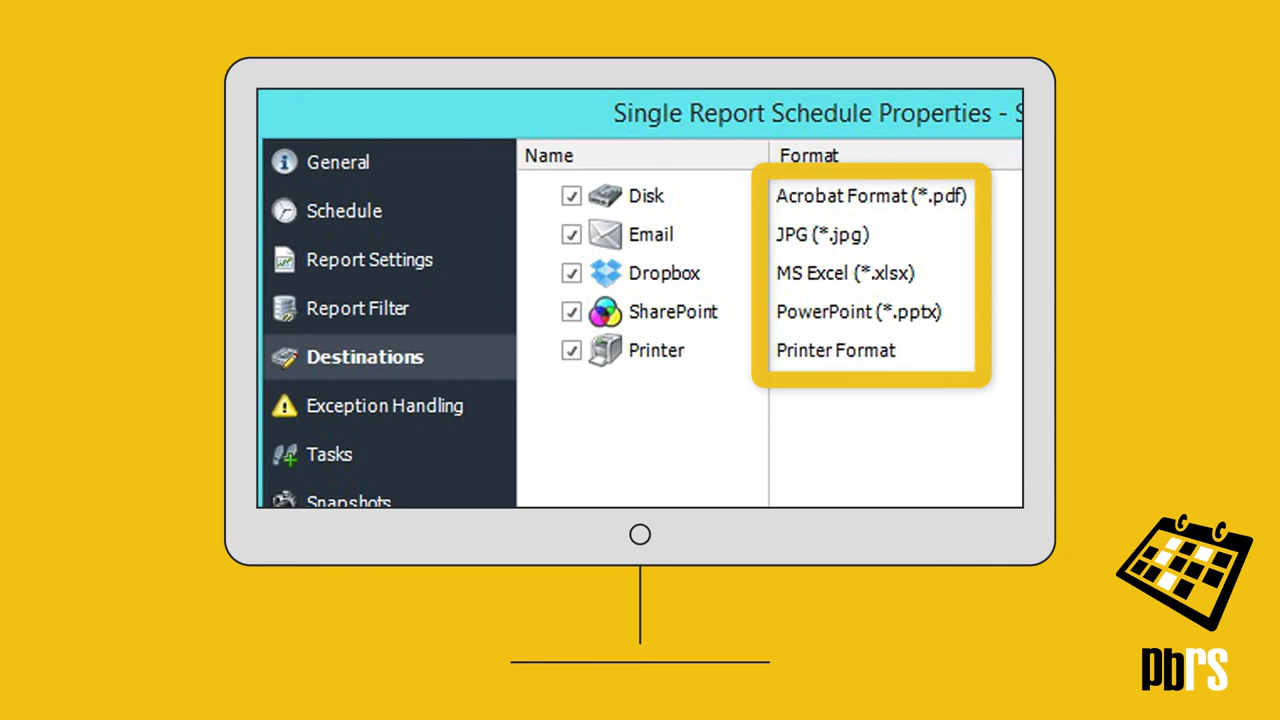 Single Report Schedule Properties -
General
Schedule
Report Settings
Report Filter
Destinations
Exception Handling
Tasks
Snapshots
Name Format
Disk Acrobat Format (*.pdf)
Email JPG (*.jpg)
Dropbox MS Excel (*.xlsx)
SharePoint PowerPoint (*.pptx)
Printer Printer Format
pbrs